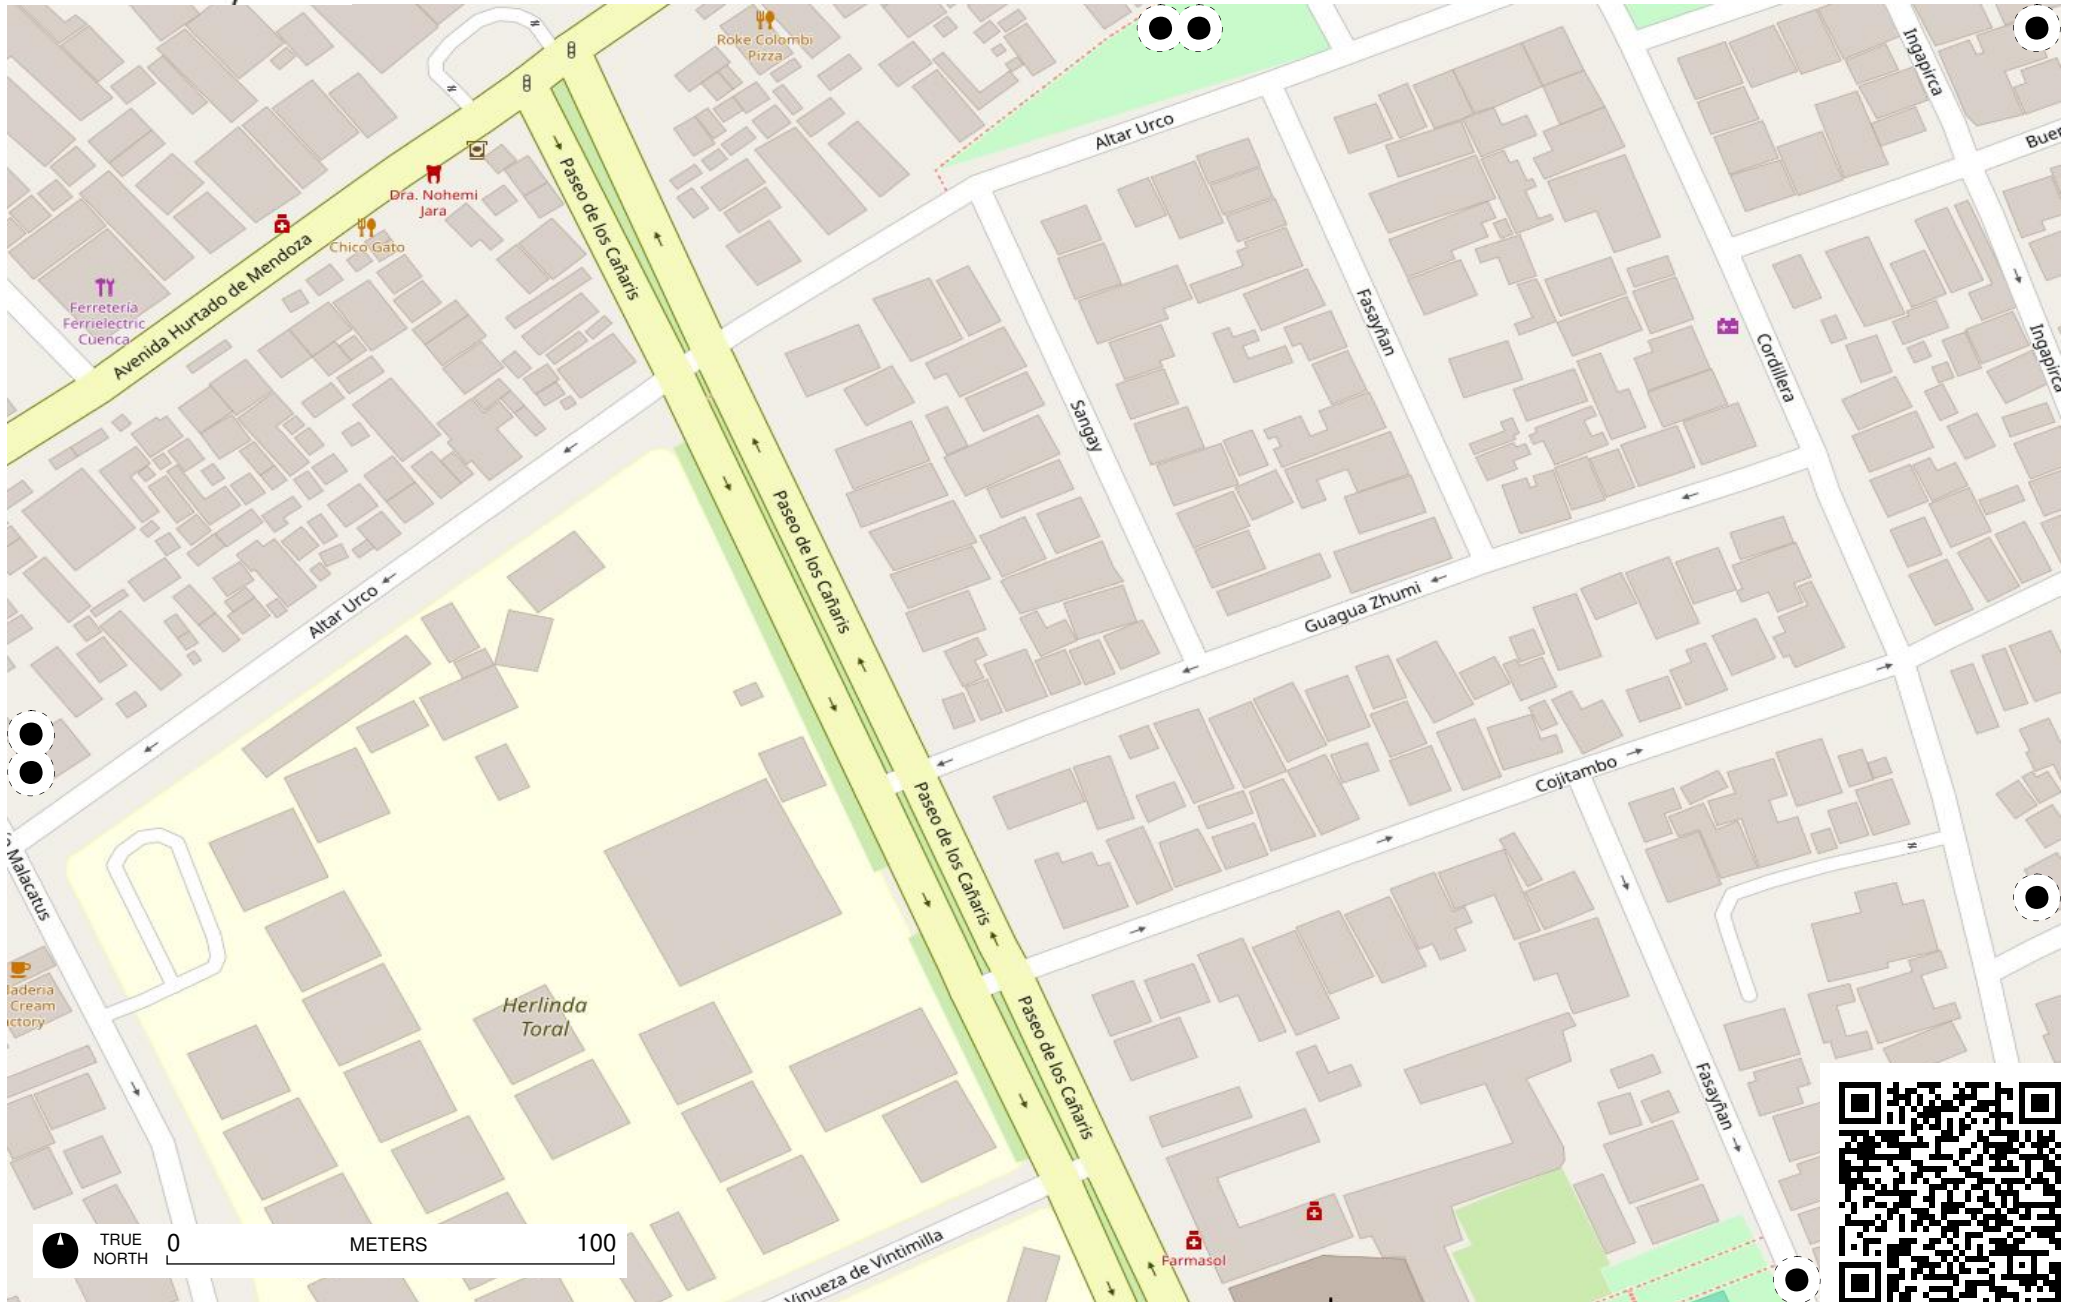 Roke Colombi
Pizza
Ingapirca
Altar Urco
Dra. Nohemi
Jara
Chico Gato
Paseo de los Cañaris
Avenida Hurtado de Mendoza
Ferretería
Ferrielectric
Cuenca
Fasayñan
Cordillera
Ingapirca
Sangay
Paseo de los Cañaris
Altar Urco
Guagua Zhumi
Cojitambo
Paseo de los Cañaris
Malacatus
Cream
Herlinda
Toral
Paseo de los Cañaris
Fasayñan
Farmasol
Vinueza de Vintimilla
TRUE
NORTH
0
METERS
100